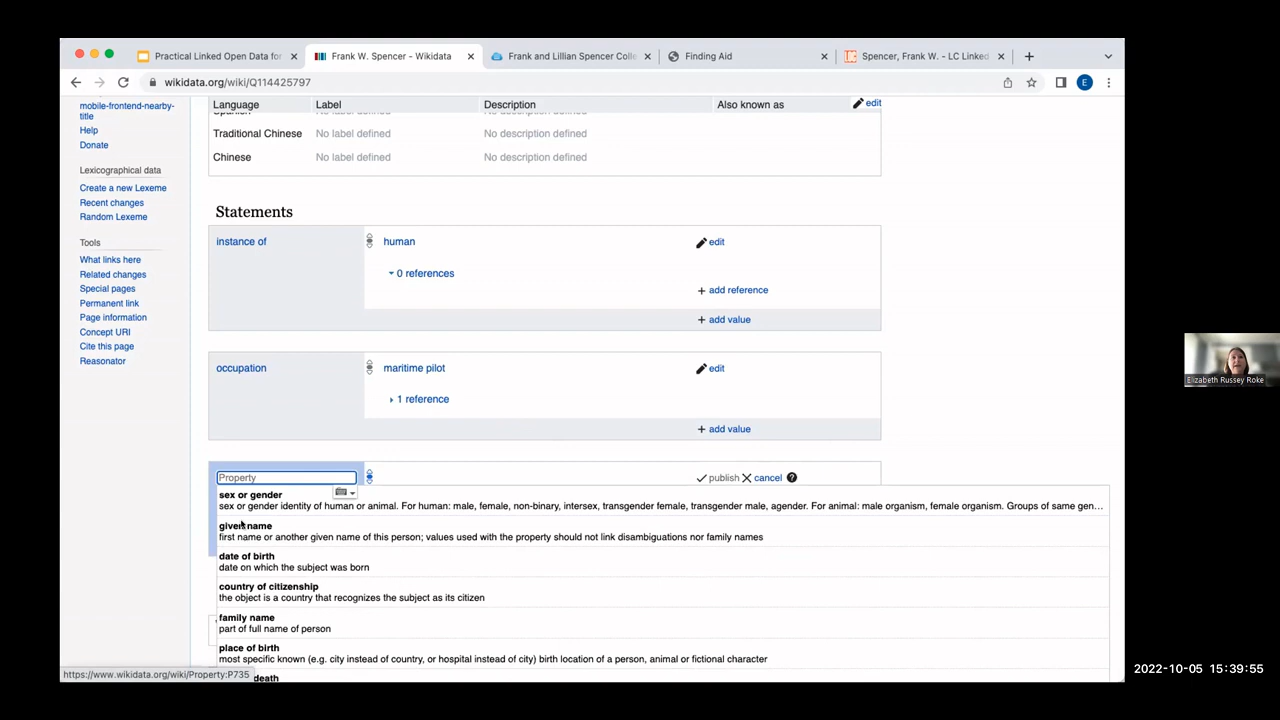 Practical Linked Open Data for
Frank W. Spencer - Wikidata
Frank and Lillian Spencer Colle
Finding Aid
Spencer, Frank W. - LC Linked
wikidata.org/wiki/Q114425797
E
mobile-frontend-nearby-
title
Help
Donate
Lexicographical data
Create a new Lexeme
Recent changes
Random Lexeme
Tools
What links here
Related changes
Special pages
Permanent link
Page information
Concept URI
Cite this page
Reasonator
Language Label Description Also known as edit
Spanish No label defined No description defined
Traditional Chinese No label defined No description defined
Chinese No label defined No description defined
Statements
instance of human edit
0 references
+ add reference
+ add value
occupation maritime pilot edit
1 reference
+ add value
Property publish cancel ?
sex or gender
sex or gender identity of human or animal. For human: male, female, non-binary, intersex, transgender female, transgender male, agender. For animal: male organism, female organism. Groups of same gen...
given name
first name or another given name of this person; values used with the property should not link disambiguations nor family names
date of birth
date on which the subject was born
country of citizenship
the object is a country that recognizes the subject as its citizen
family name
part of full name of person
place of birth
most specific known (e.g. city instead of country, or hospital instead of city) birth location of a person, animal or fictional character
death
https://www.wikidata.org/wiki/Property:P735
Elizabeth Russey Roke
2022-10-05 15:39:55